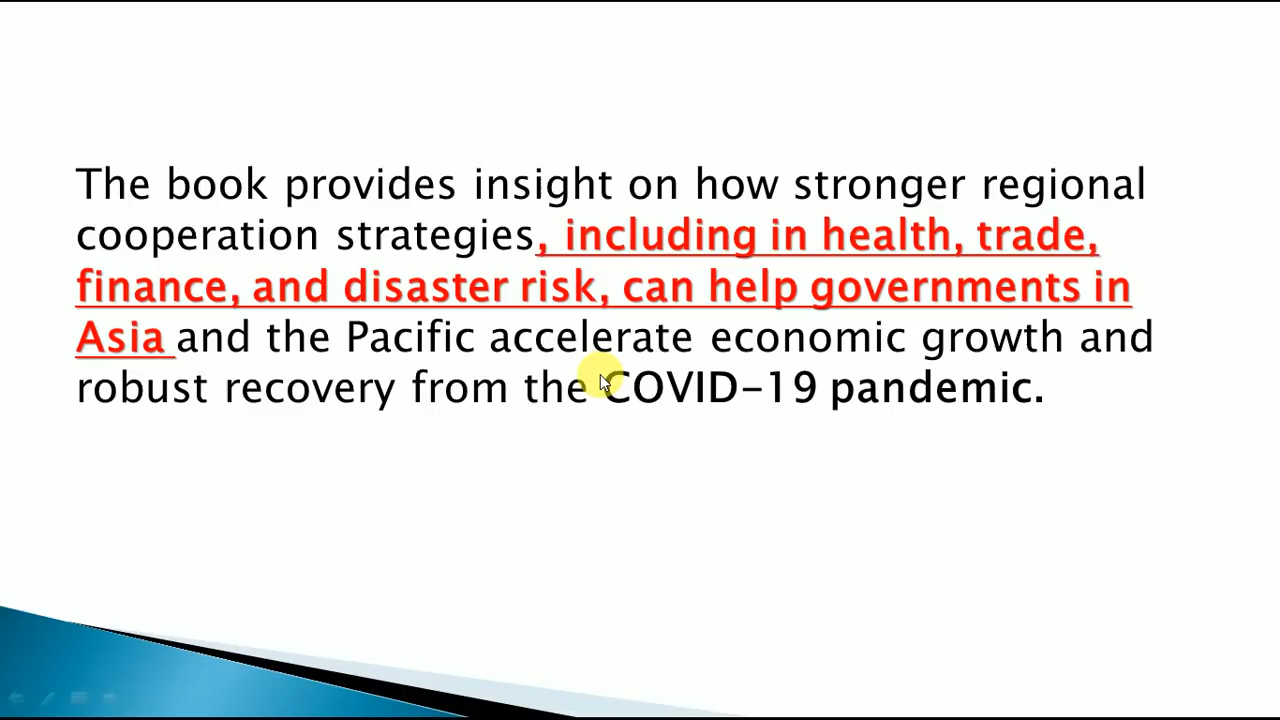 The book provides insight on how stronger regional
cooperation strategies, including in health, trade,
finance, and disaster risk, can help governments in
Asia and the Pacific accelerate economic growth and
robust recovery from the COVID-19 pandemic.